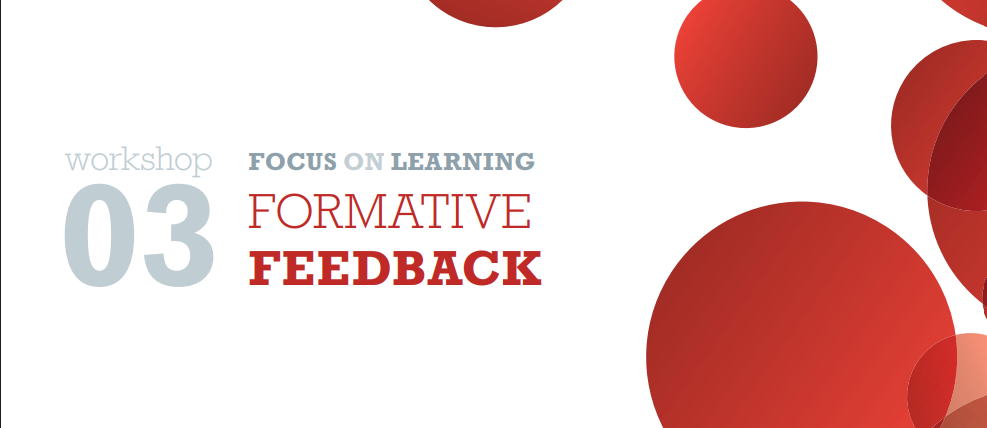 workshop
03
FOCUS ON LEARNING
FORMATIVE
FEEDBACK